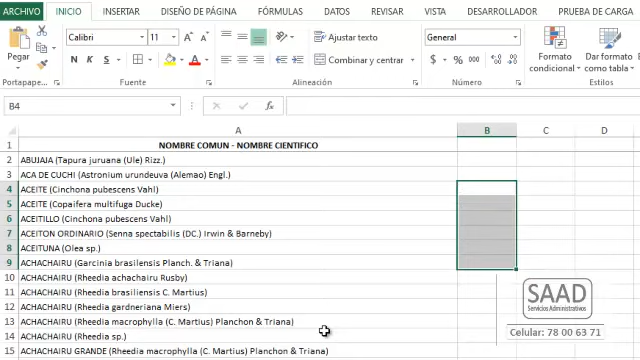 ARCHIVO INICIO INSERTAR DISEÑO DE PÁGINA FÓRMULAS DATOS REVISAR VISTA DESARROLLADOR PRUEBA DE CARGA
Pegar
Calibri 11
N K S
Ajustar texto
Combinar y centrar
General
$ % 000
Formato condicional
Dar formato como tabla
Portapape... Fuente Alineación Número Estilos
B4
A B C D
1 NOMBRE COMUN - NOMBRE CIENTIFICO
2 ABUJAJA (Tapura juruana (Ule) Rizz.)
3 ACA DE CUCHI (Astronium urundeuva (Alemao) Engl.)
4 ACEITE (Cinchona pubescens Vahl)
5 ACEITE (Copaifera multifuga Ducke)
6 ACEITILLO (Cinchona pubescens Vahl)
7 ACEITON ORDINARIO (Senna spectabilis (DC.) Irwin & Barneby)
8 ACEITUNA (Olea sp.)
9 ACHACHAIRU (Garcinia brasilensis Planch. & Triana)
10 ACHACHAIRU (Rheedia achachairu Rusby)
11 ACHACHAIRU (Rheedia brasiliensis C. Martius)
12 ACHACHAIRU (Rheedia gardneriana Miers)
13 ACHACHAIRU (Rheedia macrophylla (C. Martius) Planchon & Triana)
14 ACHACHAIRU (Rheedia sp.)
15 ACHACHAIRU GRANDE (Rheedia macrophylla (C. Martius) Planchon & Triana)
SAAD
Servicios Administrativos
Celular: 78 00 63 71